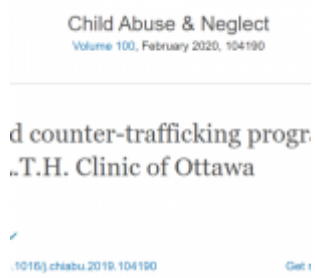 Child Abuse & Neglect
Volume 100, February 2020, 104190
d counter-trafficking progr
.T.H. Clinic of Ottawa
.1016/j.chiabu.2019.104190
Get